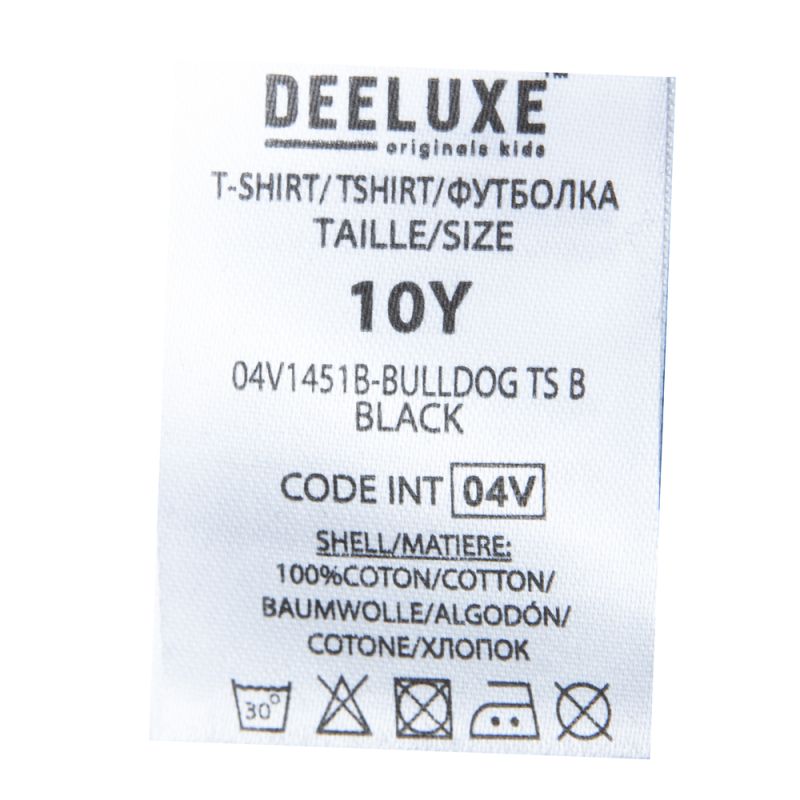 DEELUXE™
originals kids
T-SHIRT/TSHIRT/ФУТБОЛКА
TAILLE/SIZE
10Y
04V1451B-BULLDOG TS B
BLACK
CODE INT 04V
SHELL/MATIERE:
100%COTON/COTTON/
BAUMWOLLE/ALGODÓN/
COTONE/ХЛОПОК
30°